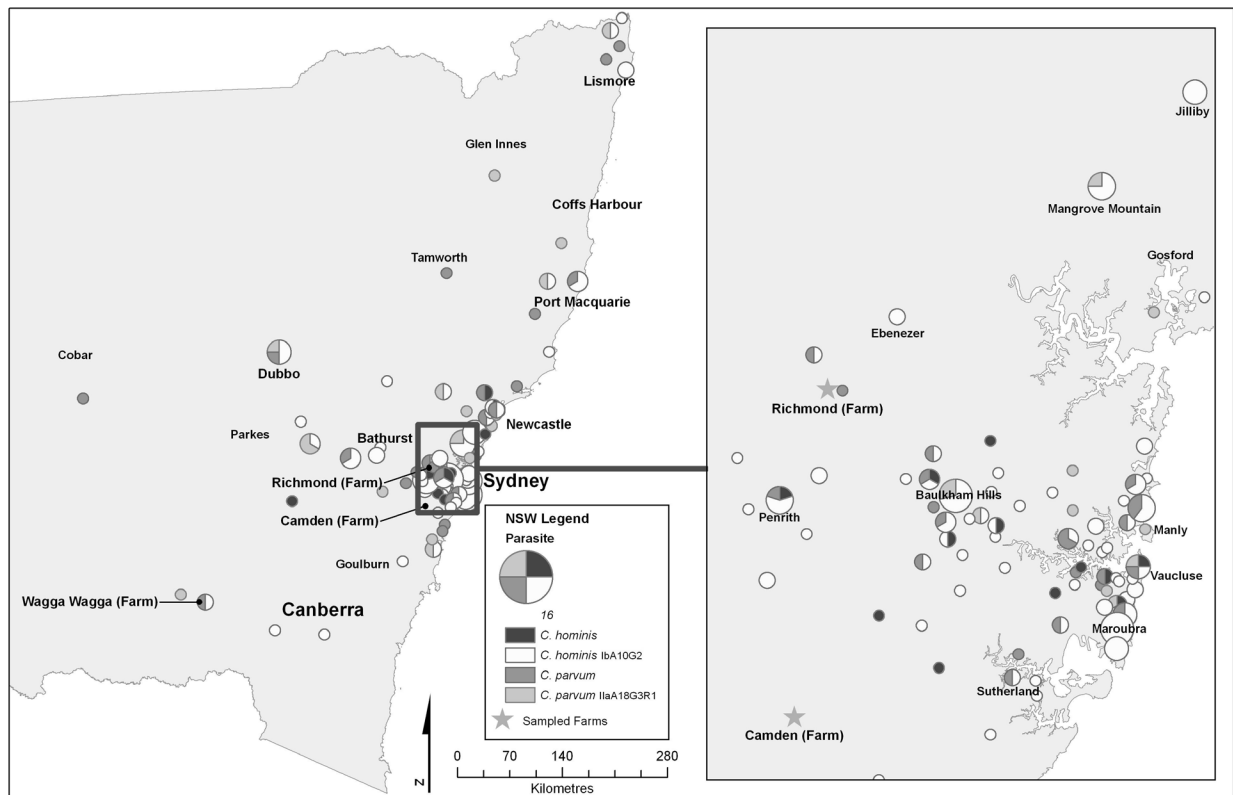 Lismore
Glen Innes
Coffs Harbour
Tamworth
Port Macquarie
Cobar
Dubbo
Newcastle
Parkes
Bathurst
Richmond (Farm)
Sydney
Camden (Farm)
Goulburn
Wagga Wagga (Farm)
Canberra
NSW Legend
Parasite
16
C. hominis
C. hominis IbA10G2
C. parvum
C. parvum IIaA18G3R1
Sampled Farms
N
0 70 140 280
Kilometres
Jilliby
Mangrove Mountain
Gosford
Ebenezer
Richmond (Farm)
Baulkham Hills
Penrith
Manly
Vaucluse
Maroubra
Sutherland
Camden (Farm)